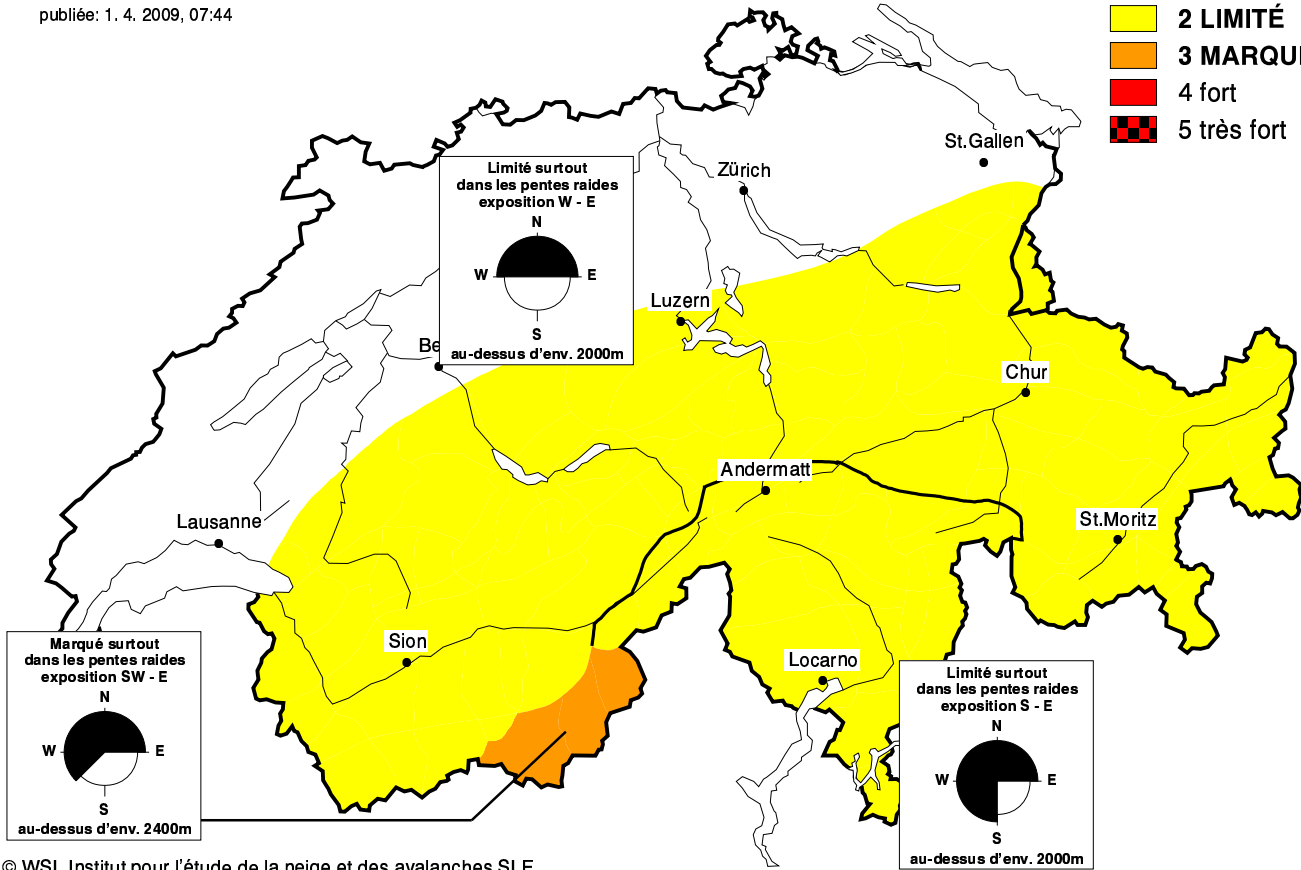 publiée: 1. 4. 2009, 07:44
2 LIMITÉ
3 MARQU
4 fort
5 très fort
St.Gallen
Zürich
Limité surtout
dans les pentes raides
exposition W - E
N
W
E
S
au-dessus d'env. 2000m
Luzern
Be
Chur
Andermatt
Lausanne
St.Moritz
Sion
Locarno
Marqué surtout
dans les pentes raides
exposition SW - E
N
W
E
S
au-dessus d'env. 2400m
Limité surtout
dans les pentes raides
exposition S - E
N
W
E
S
au-dessus d'env. 2000m
© WSL Institut pour l'étude de la neige et des avalanches SLF